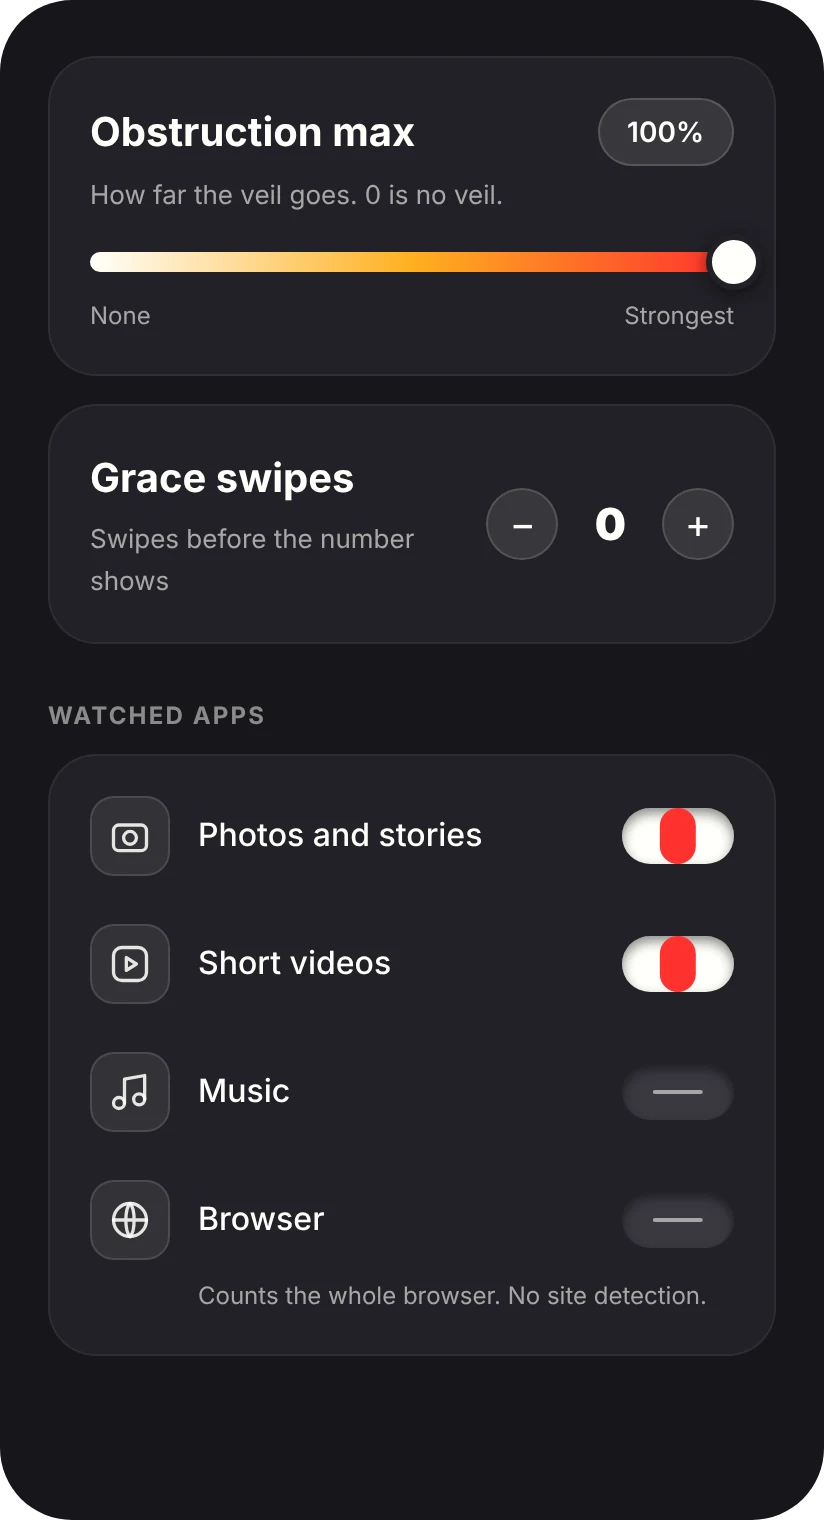 Obstruction max
100%
How far the veil goes. 0 is no veil.
None
Strongest
Grace swipes
Swipes before the number
shows
−
0
+
WATCHED APPS
Photos and stories
Short videos
Music
Browser
Counts the whole browser. No site detection.